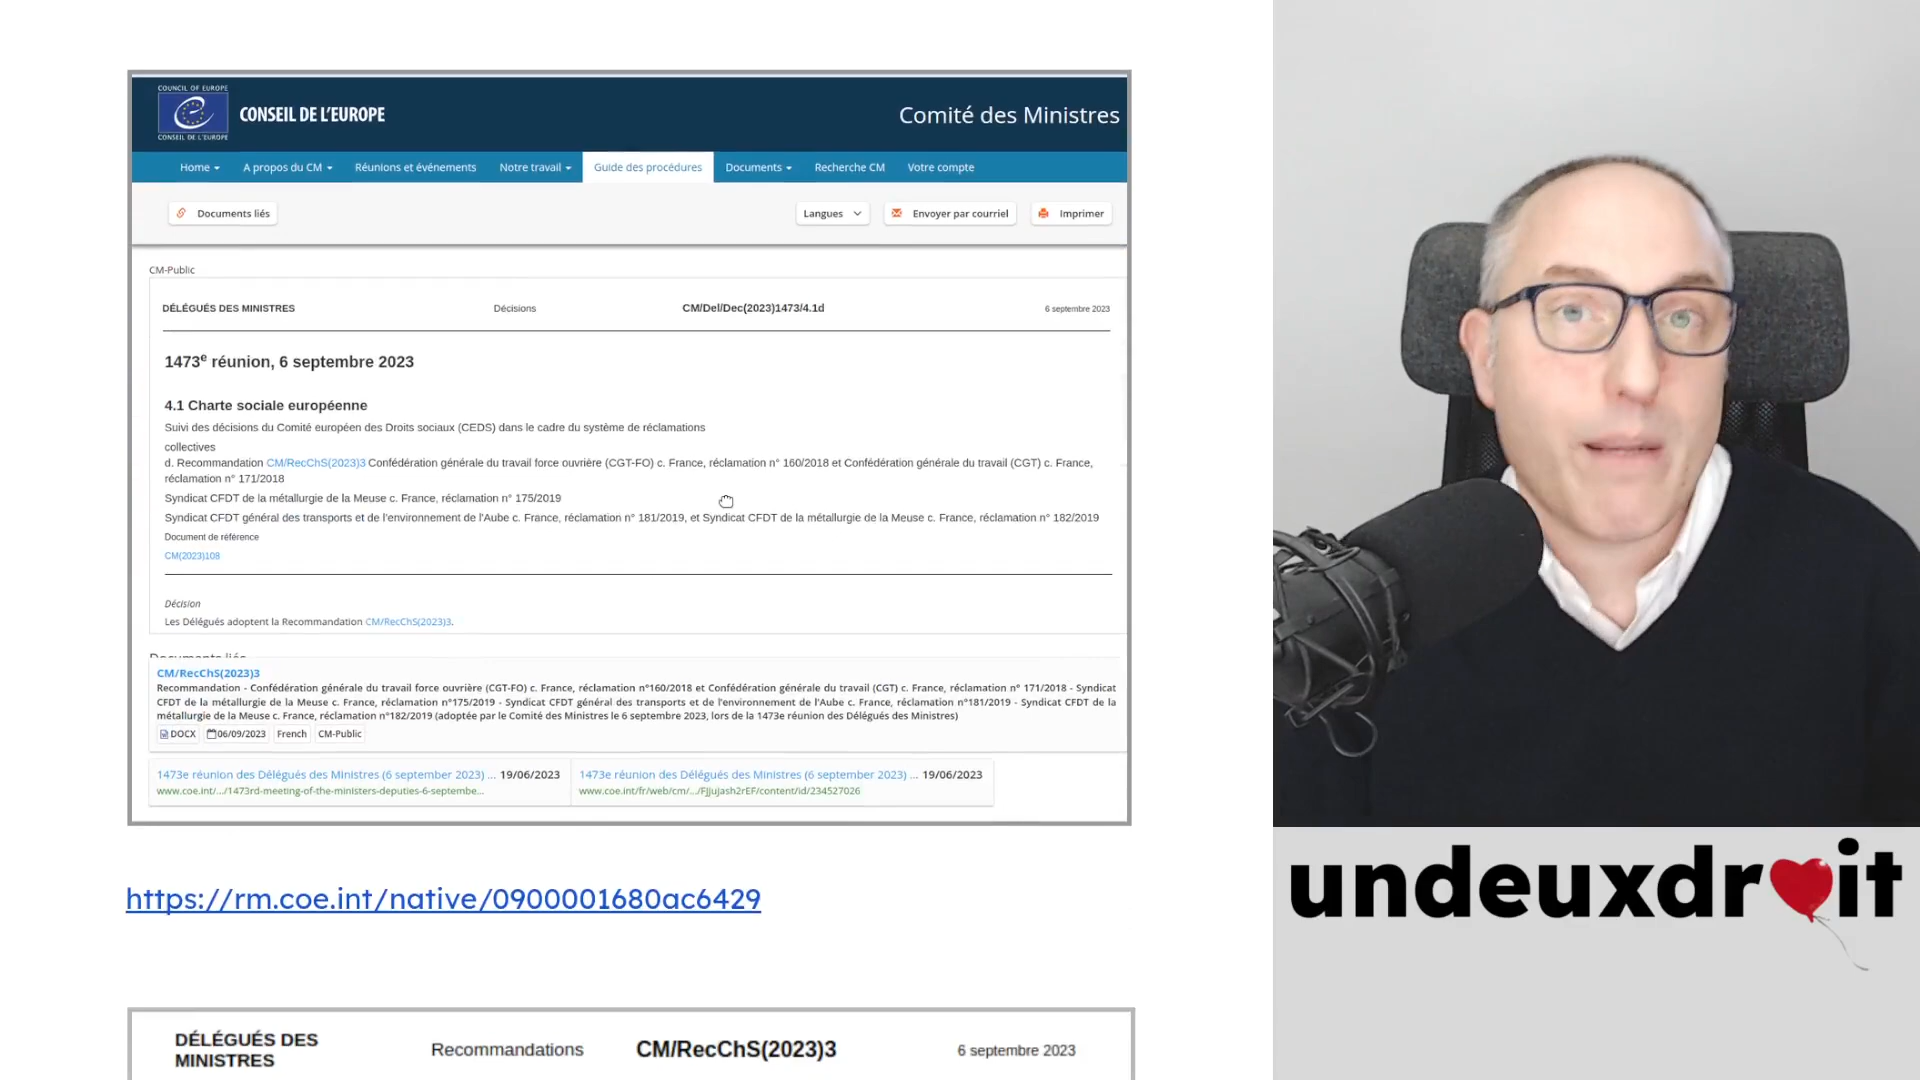 COUNCIL OF EUROPE
CONSEIL DE L'EUROPE
CONSEIL DE L'EUROPE
Comité des Ministres
Home
A propos du CM
Réunions et événements
Notre travail
Guide des procédures
Documents
Recherche CM
Votre compte
Documents liés
Langues
Envoyer par courriel
Imprimer
CM-Public
DÉLÉGUÉS DES MINISTRES
Décisions
CM/Del/Dec(2023)1473/4.1d
6 septembre 2023
1473e réunion, 6 septembre 2023
4.1 Charte sociale européenne
Suivi des décisions du Comité européen des Droits sociaux (CEDS) dans le cadre du système de réclamations
collectives
d. Recommandation CM/RecChS(2023)3 Confédération générale du travail force ouvrière (CGT-FO) c. France, réclamation n° 160/2018 et Confédération générale du travail (CGT) c. France,
réclamation n° 171/2018
Syndicat CFDT de la métallurgie de la Meuse c. France, réclamation n° 175/2019
Syndicat CFDT général des transports et de l'environnement de l'Aube c. France, réclamation n° 181/2019, et Syndicat CFDT de la métallurgie de la Meuse c. France, réclamation n° 182/2019
Document de référence
CM(2023)108
Décision
Les Délégués adoptent la Recommandation CM/RecChS(2023)3.
Documents liés
CM/RecChS(2023)3
Recommandation - Confédération générale du travail force ouvrière (CGT-FO) c. France, réclamation n°160/2018 et Confédération générale du travail (CGT) c. France, réclamation n° 171/2018 - Syndicat
CFDT de la métallurgie de la Meuse c. France, réclamation n°175/2019 - Syndicat CFDT général des transports et de l'environnement de l'Aube c. France, réclamation n°181/2019 - Syndicat CFDT de la
métallurgie de la Meuse c. France, réclamation n°182/2019 (adoptée par le Comité des Ministres le 6 septembre 2023, lors de la 1473e réunion des Délégués des Ministres)
DOCX
06/09/2023
French
CM-Public
1473e réunion des Délégués des Ministres (6 september 2023) ... 19/06/2023
www.coe.int/.../1473rd-meeting-of-the-ministers-deputies-6-septembe...
1473e réunion des Délégués des Ministres (6 september 2023) ... 19/06/2023
www.coe.int/fr/web/cm/.../FJjuJash2rEF/content/id/234527026
https://rm.coe.int/native/0900001680ac6429
DÉLÉGUÉS DES
MINISTRES
Recommandations
CM/RecChS(2023)3
6 septembre 2023
undeuxdroit